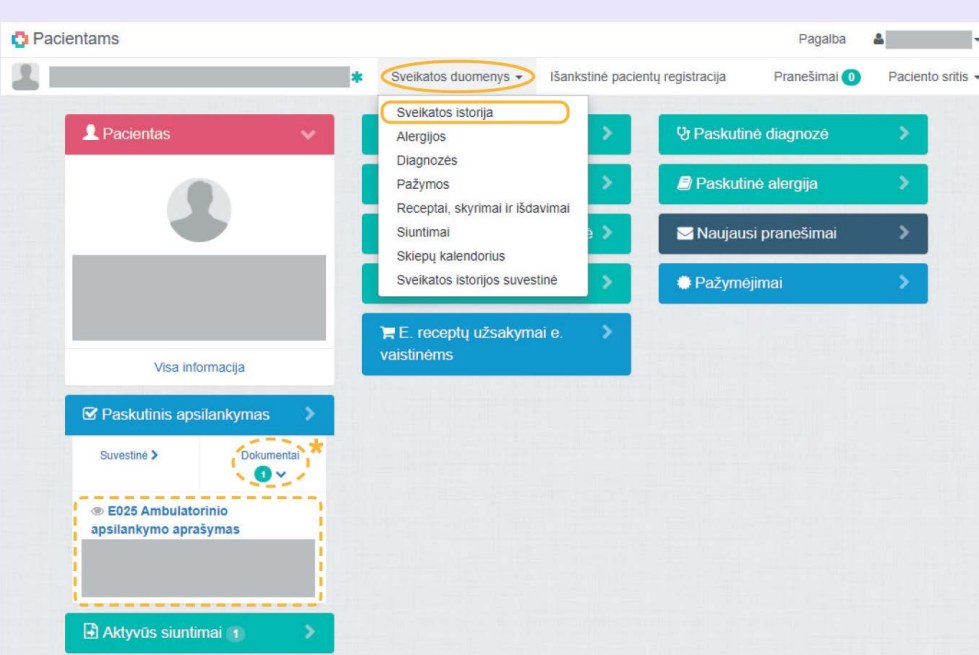 Pacientams
Pagalba
Sveikatos duomenys
Išankstinė pacientų registracija
Pranešimai 0
Paciento sritis
Sveikatos istorija
Alergijos
Diagnozės
Pažymos
Receptai, skyrimai ir išdavimai
Siuntimai
Skiepų kalendorius
Sveikatos istorijos suvestinė
Pacientas
Visa informacija
Paskutinis apsilankymas
Suvestinė
Dokumentai
1
E025 Ambulatorinio
apsilankymo aprašymas
Aktyvūs siuntimai 1
E. receptų užsakymai e.
vaistinėms
Paskutinė diagnozė
Paskutinė alergija
Naujausi pranešimai
Pažymėjimai